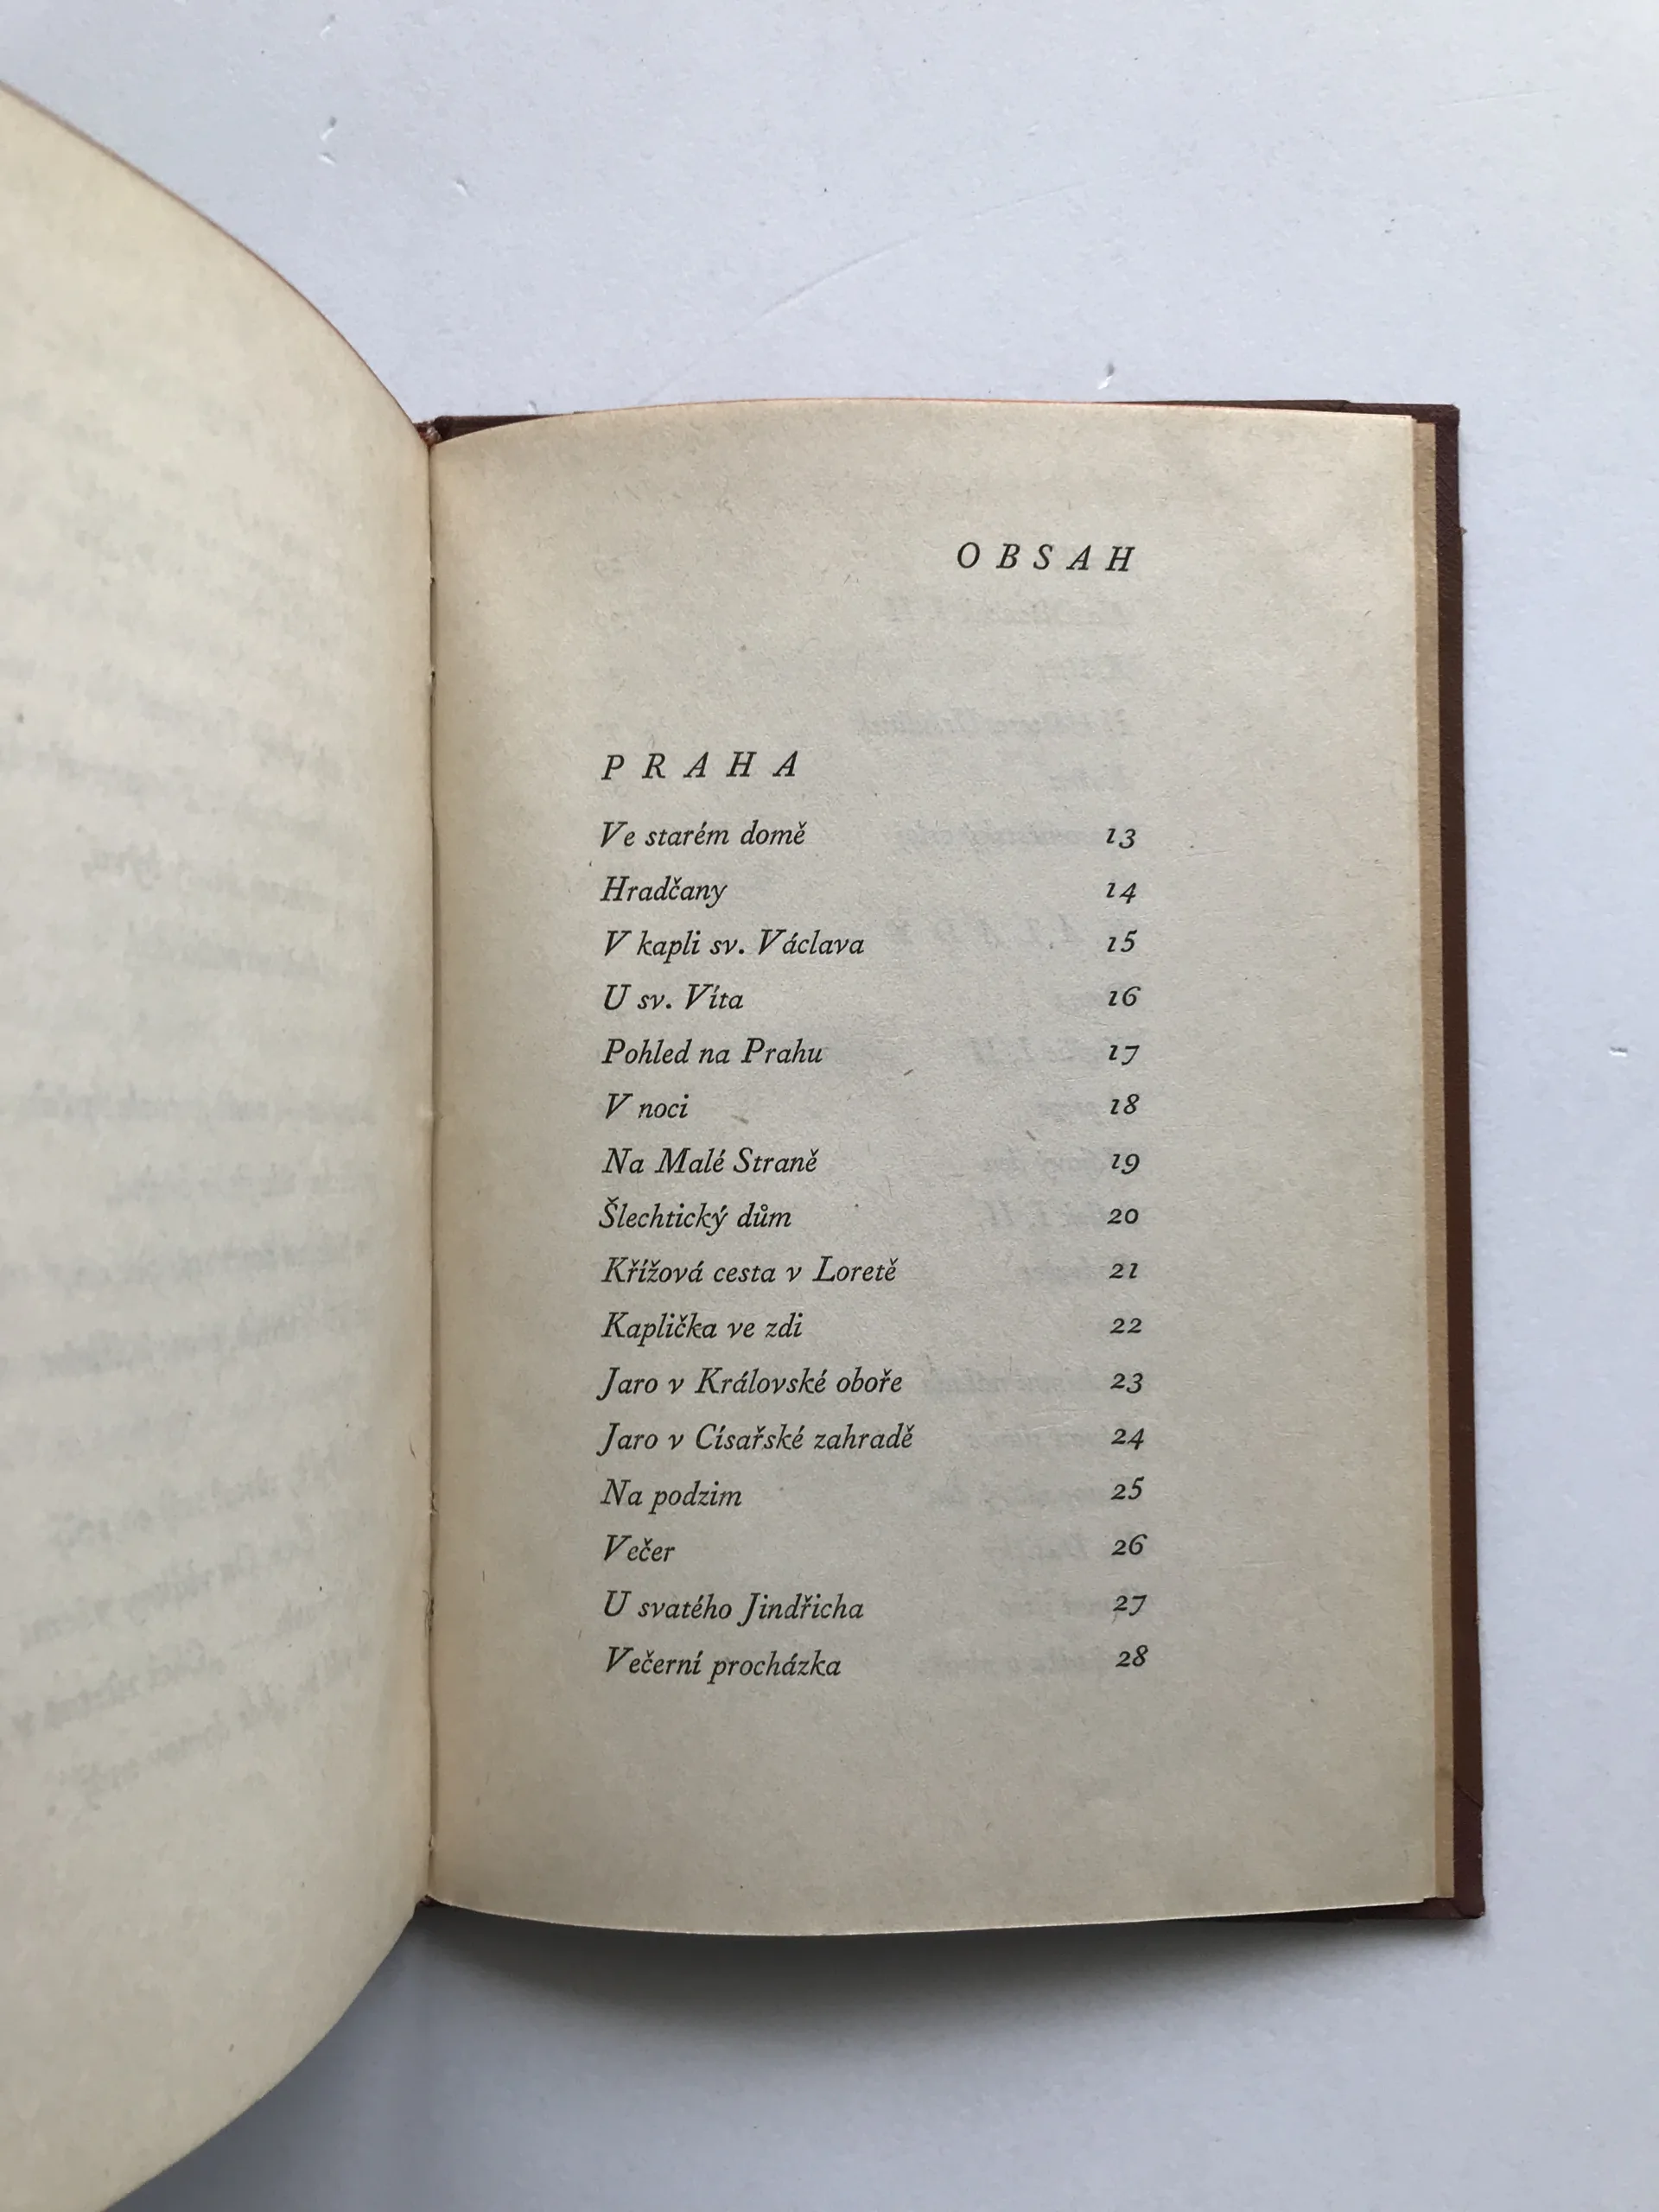 OBSAH
PRAHA
Ve starém domě 13
Hradčany 14
V kapli sv. Václava 15
U sv. Víta 16
Pohled na Prahu 17
V noci 18
Na Malé Straně 19
Šlechtický dům 20
Křížová cesta v Loretě 21
Kaplička ve zdi 22
Jaro v Královské oboře 23
Jaro v Císařské zahradě 24
Na podzim 25
Večer 26
U svatého Jindřicha 27
Večerní procházka 28